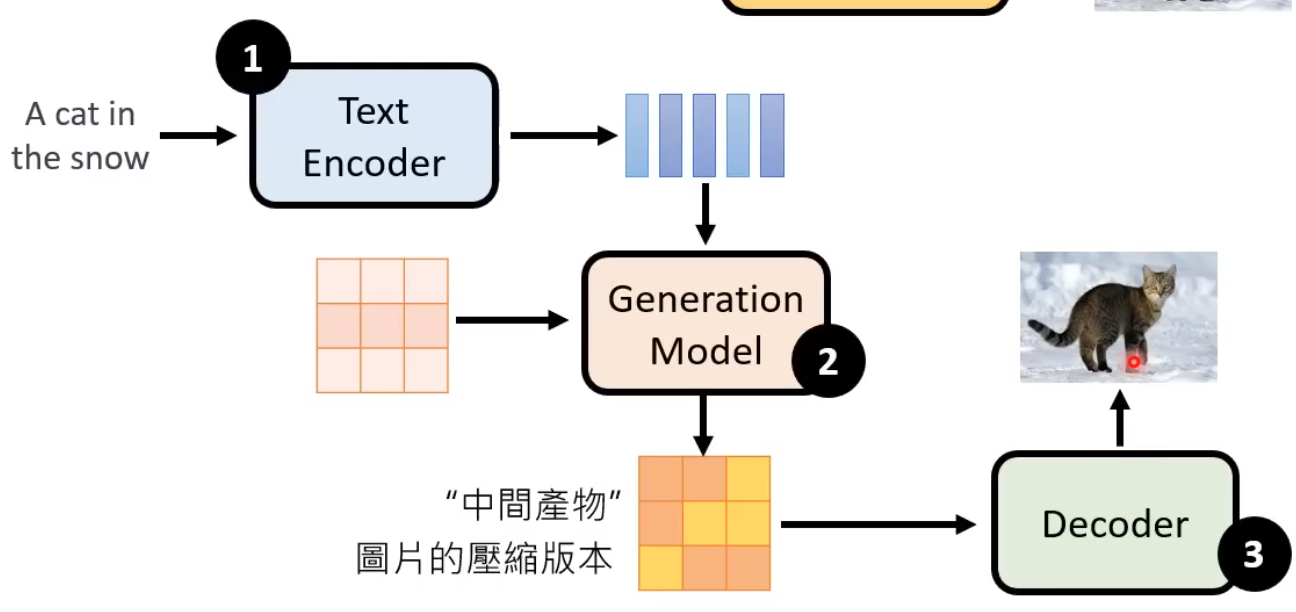 1
A cat in
the snow
Text
Encoder
Generation
Model
2
“中間產物”
圖片的壓縮版本
Decoder
3